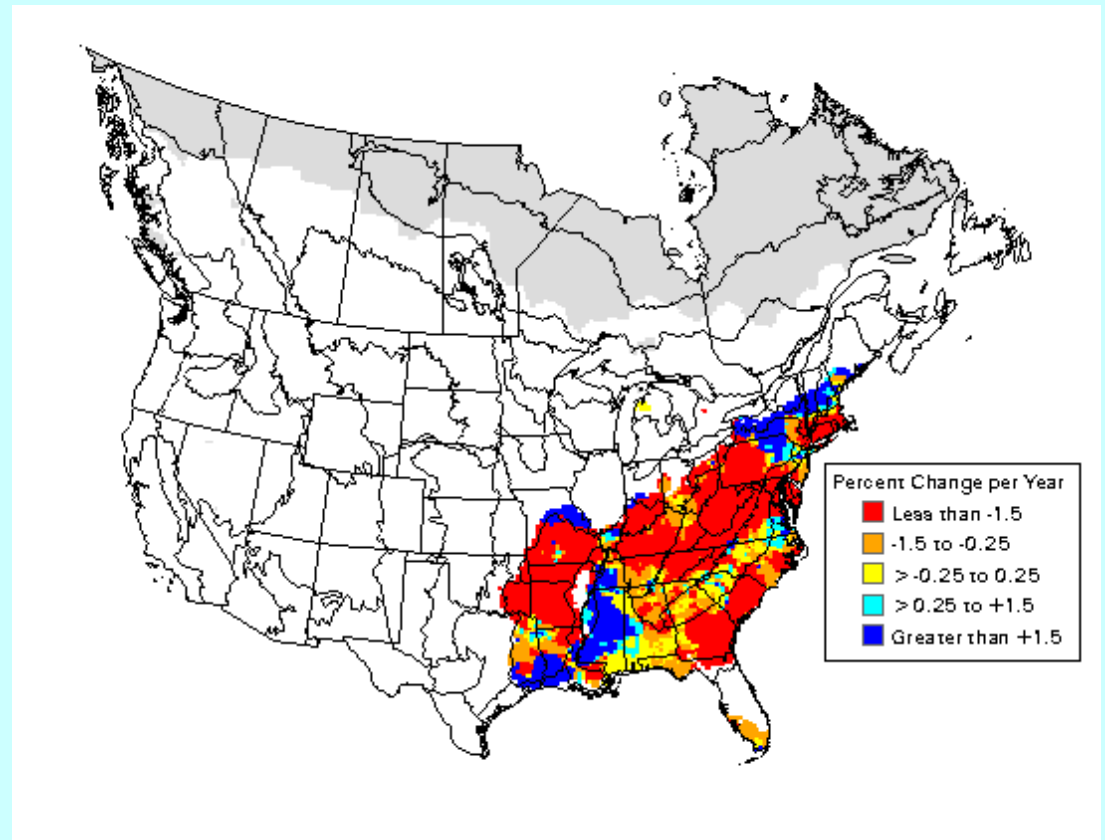 Percent Change per Year
Less than -1.5
-1.5 to -0.25
> -0.25 to 0.25
> 0.25 to +1.5
Greater than +1.5